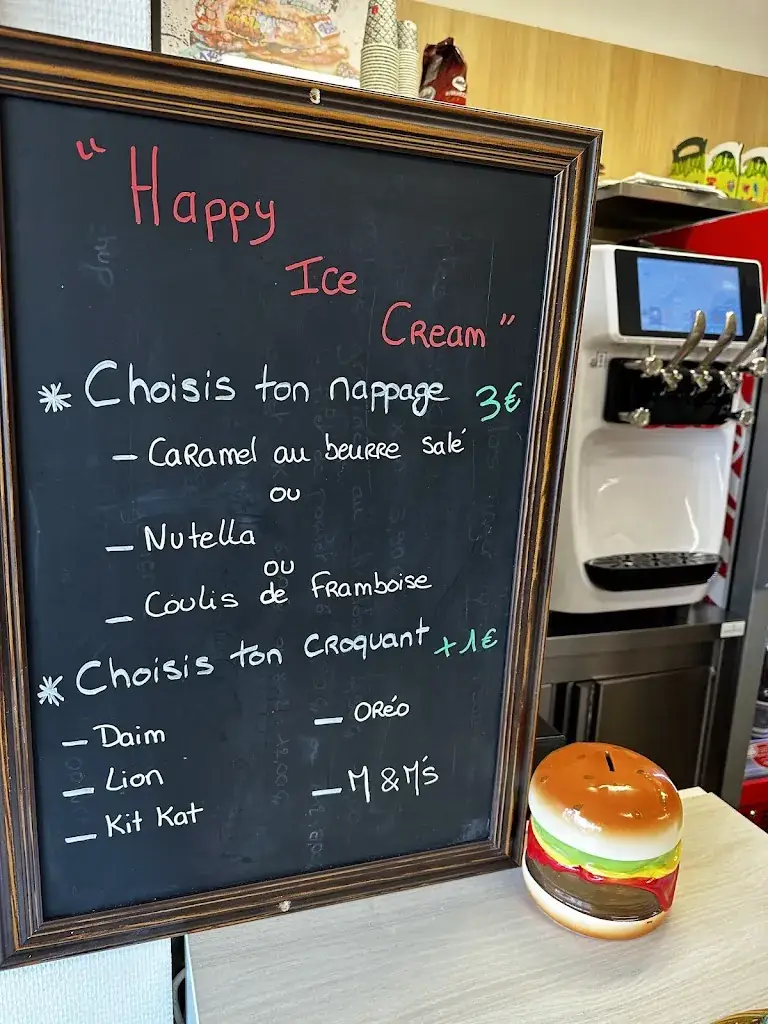 "Happy
Ice
Cream"
* Choisis ton nappage 3€
- Caramel au beurre salé
ou
- Nutella
ou
- Coulis de Framboise
* Choisis ton croquant +1€
- Daim
- Oréo
- Lion
- M&M's
- Kit Kat